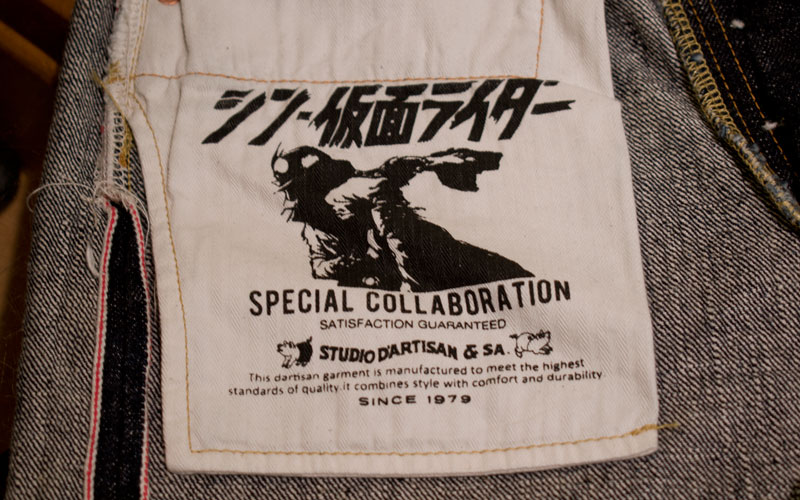 シン・仮面ライダー
SPECIAL COLLABORATION
SATISFACTION GUARANTEED
STUDIO D'ARTISAN & SA.
This dartisan garment is manufactured to meet the highest
standards of quality.it combines style with comfort and durability.
SINCE 1979